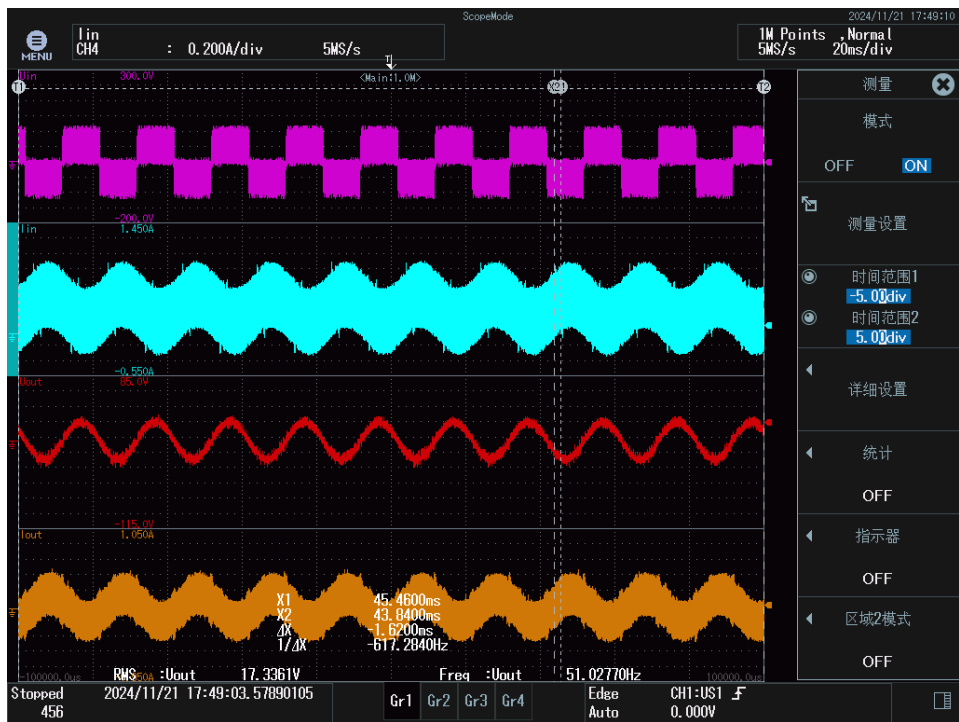 ScopeMode
2024/11/21 17:49:10
MENU
Iin
CH4 : 0.200A/div 5MS/s
1M Points ,Normal
5MS/s 20ms/div
Uin 300.0V
<Main:1.0M>
T1
X2
T2
-200.0V
Iin 1.450A
-0.550A
Uout 85.0V
-115.0V
Iout 1.050A
X1 45.4600ms
X2 43.8400ms
ΔX -1.6200ms
1/ΔX -617.2840Hz
RMS :Uout 17.3361V
Freq :Uout 51.02770Hz
-100000.0us
100000.0us
测量
模式
OFF ON
测量设置
时间范围1
-5.00div
时间范围2
5.00div
详细设置
统计
OFF
指示器
OFF
区域2模式
OFF
Stopped
456
2024/11/21 17:49:03.57890105
Gr1 Gr2 Gr3 Gr4
Edge CH1:US1
Auto 0.000V